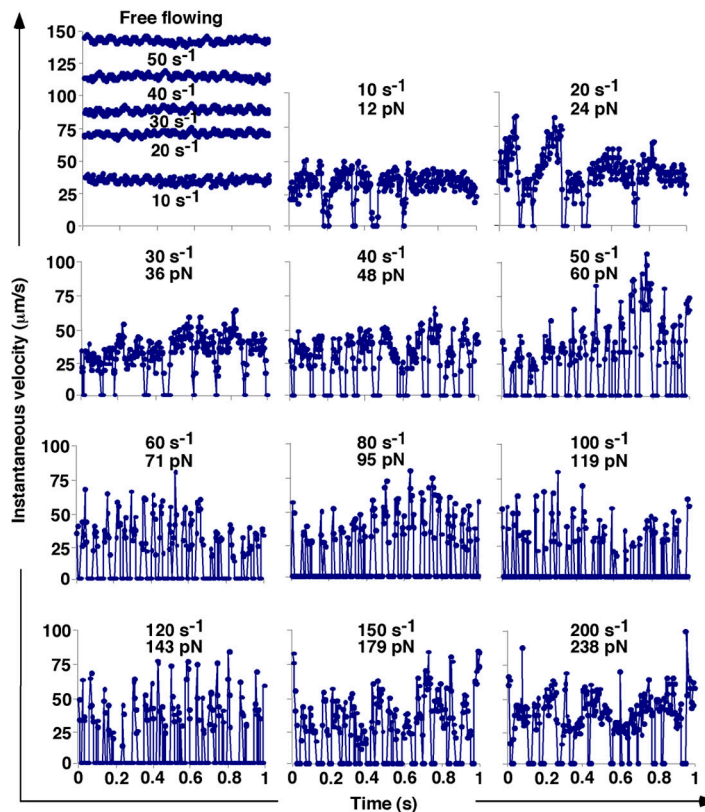 Free flowing
150
125
100
75
50
25
0
50 s-1
40 s-1
30 s-1
20 s-1
10 s-1
10 s-1
12 pN
20 s-1
24 pN
30 s-1
36 pN
100
75
50
25
0
40 s-1
48 pN
50 s-1
60 pN
60 s-1
71 pN
100
75
50
25
0
80 s-1
95 pN
100 s-1
119 pN
120 s-1
143 pN
100
75
50
25
0
150 s-1
179 pN
200 s-1
238 pN
0 0.2 0.4 0.6 0.8 1
0 0.2 0.4 0.6 0.8 1
0 0.2 0.4 0.6 0.8 1
Time (s)
Instantaneous velocity (μm/s)